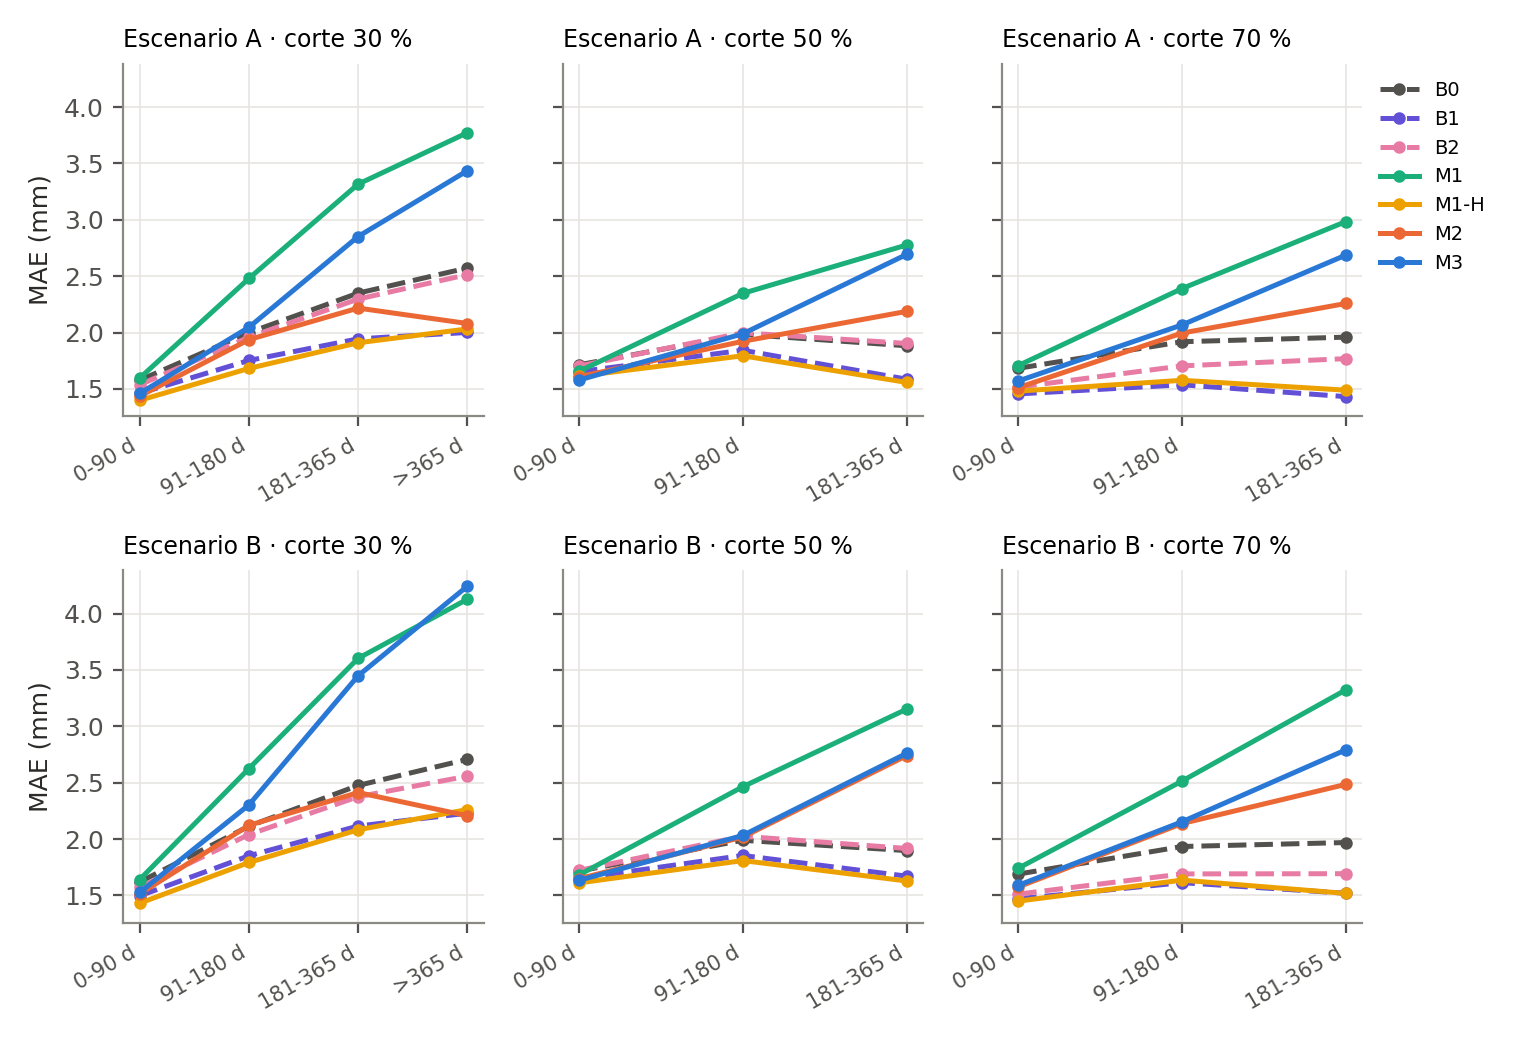 Escenario A · corte 30 %
Escenario A · corte 50 %
Escenario A · corte 70 %
MAE (mm)
4.0
3.5
3.0
2.5
2.0
1.5
0-90 d
91-180 d
181-365 d
>365 d
0-90 d
91-180 d
181-365 d
0-90 d
91-180 d
181-365 d
B0
B1
B2
M1
M1-H
M2
M3
Escenario B · corte 30 %
Escenario B · corte 50 %
Escenario B · corte 70 %
MAE (mm)
4.0
3.5
3.0
2.5
2.0
1.5
0-90 d
91-180 d
181-365 d
>365 d
0-90 d
91-180 d
181-365 d
0-90 d
91-180 d
181-365 d